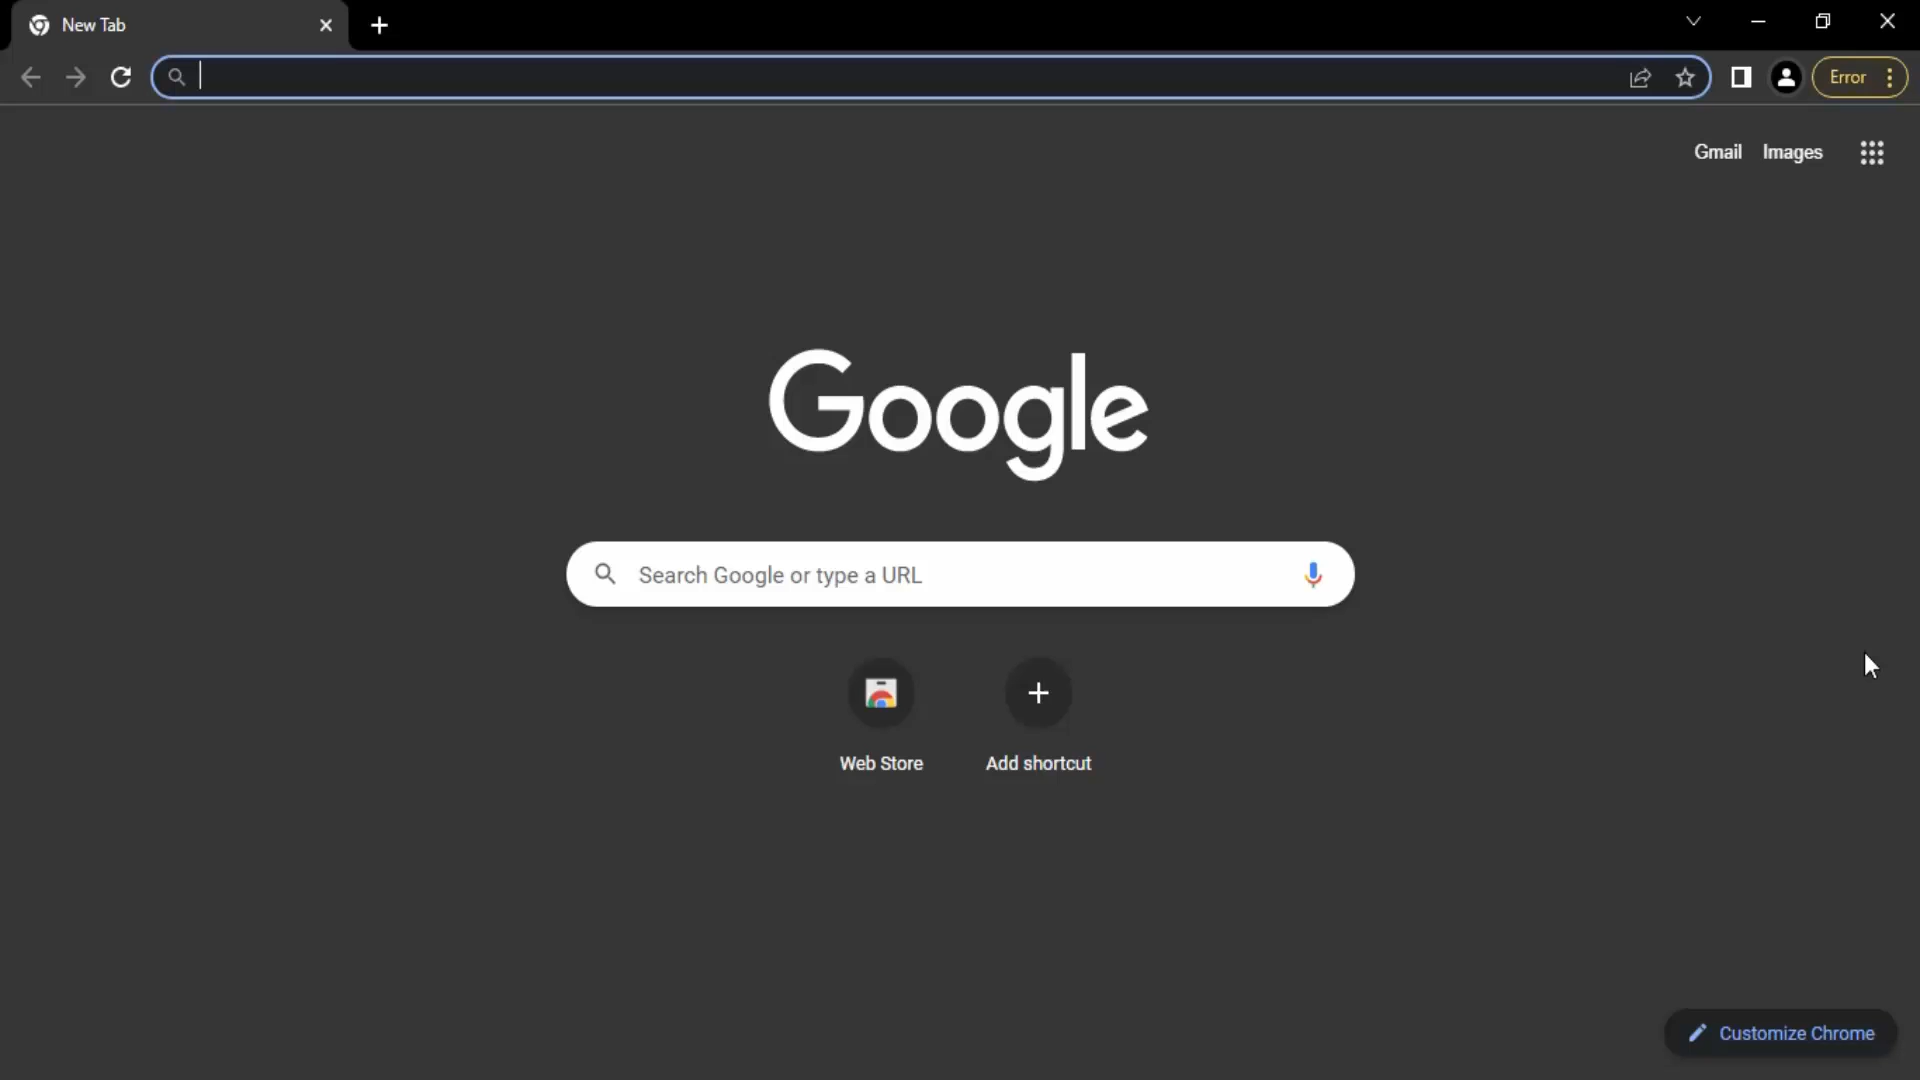 New Tab
Error
Gmail Images
Google
Search Google or type a URL
Web Store Add shortcut
Customize Chrome